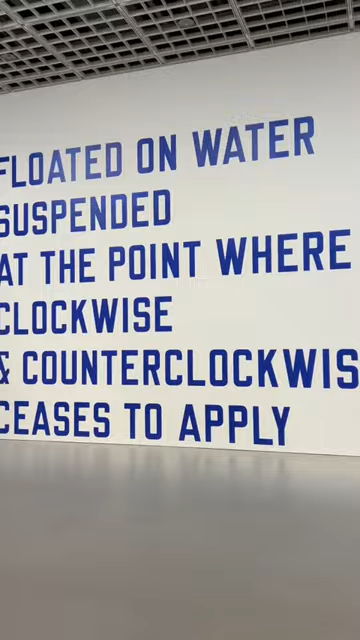 FLOATED ON WATER
SUSPENDED
AT THE POINT WHERE
CLOCKWISE
& COUNTERCLOCKWIS
CEASES TO APPLY